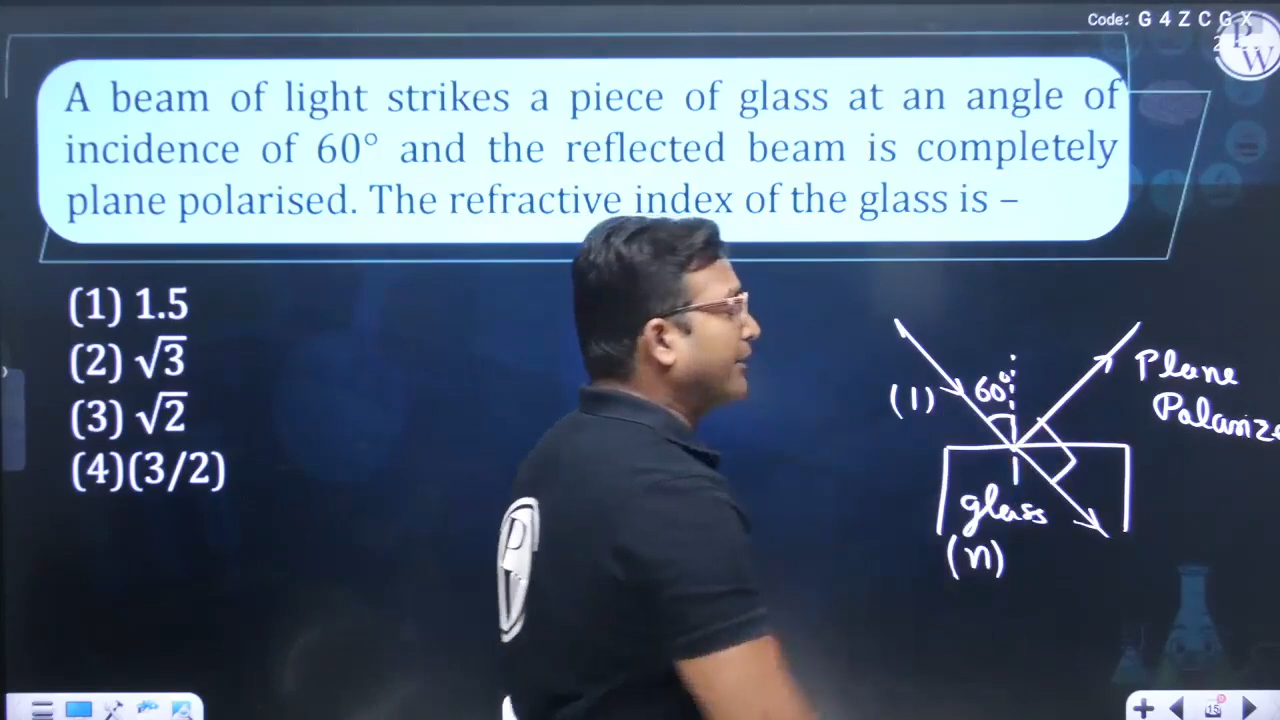 Code: G 4 Z C G X
P
W
A beam of light strikes a piece of glass at an angle of
incidence of 60° and the reflected beam is completely
plane polarised. The refractive index of the glass is –
(1) 1.5
(2) √3
(3) √2
(4)(3/2)
60°
(1)
Plane
glass
(n)
P
15